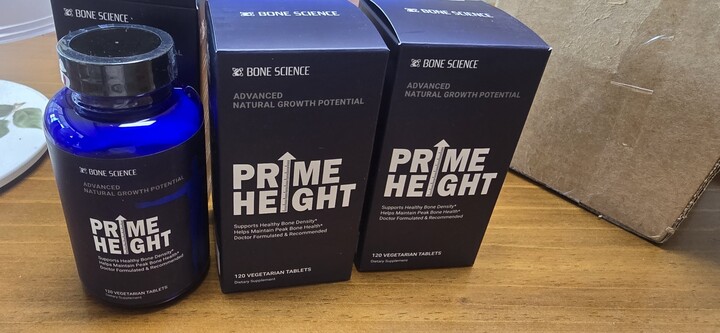 BONE SCIENCE
BONE SCIENCE
ADVANCED
NATURAL GROWTH POTENTIAL
PRIME
HEIGHT
Supports Healthy Bone Density*
Helps Maintain Peak Bone Health*
Doctor Formulated & Recommended
120 VEGETARIAN TABLETS
Dietary Supplement
BONE SCIENCE
ADVANCED
NATURAL GROWTH POTENTIAL
PRIME
HEIGHT
Supports Healthy Bone Density*
Helps Maintain Peak Bone Health*
Doctor Formulated & Recommended
120 VEGETARIAN TABLETS
Dietary Supplement
BONE SCIENCE
ADVANCED
NATURAL GROWTH POTENTIAL
PRIME
HEIGHT
Supports Healthy Bone Density*
Helps Maintain Peak Bone Health*
Doctor Formulated & Recommended
120 VEGETARIAN TABLETS
Dietary Supplement